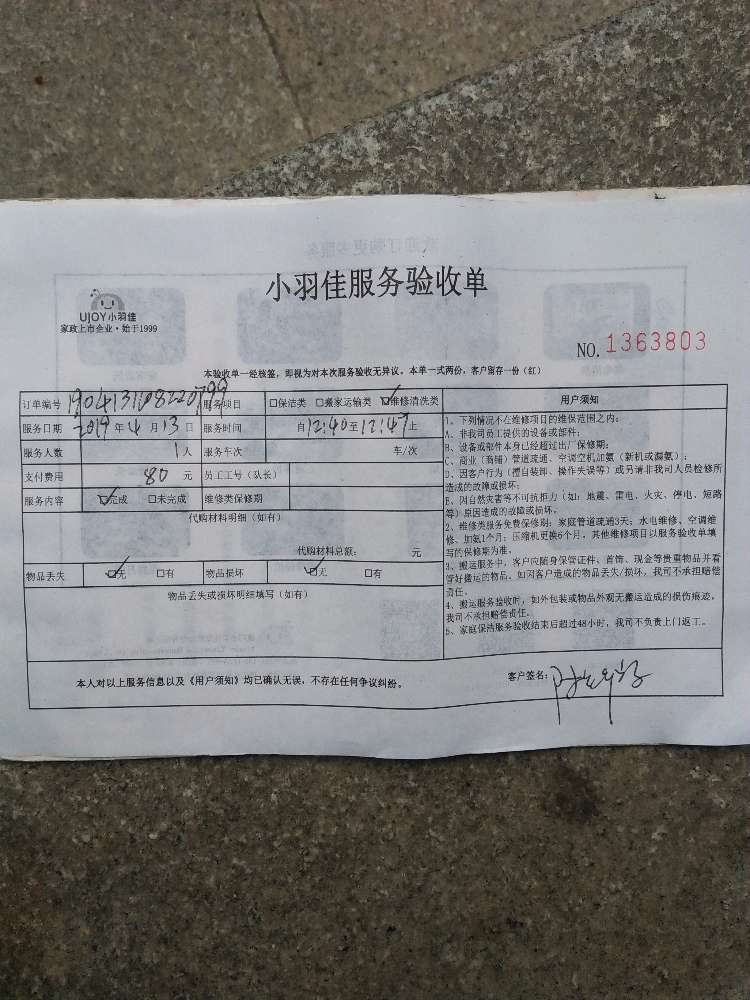 小羽佳服务验收单
UJOY小羽佳
家政上市企业·始于1999
NO. 1363803
本验收单一经核签,即视为对本次服务验收无异议。本单一式两份,客户留存一份(红)
订单编号 服务项目 □保洁类 □搬家运输类 ☑维修清洗类
服务日期 2019年4月13日 服务时间 自12:40至12:47止
服务人数 1人 服务车次 车/次
支付费用 80元 员工工号(队长)
服务内容 ☑完成 □未完成 维修类保修期
代购材料明细(如有)
代购材料总额: 元
物品丢失 ☑无 □有 物品损坏 ☑无 □有
物品丢失或损坏明细填写(如有)
用户须知
1、下列情况不在维修项目的维保范围之内:
A、非我司员工提供的设备或部件;
B、设备或部件本身已经超过出厂保修期;
C、商业(商铺)管道疏通、空调空机加氨(新机或漏氨);
D、因客户行为(擅自装卸、操作失误等)或另请非我司人员检修所
造成的故障或损坏;
E、因自然灾害等不可抗拒力(如:地震、雷电、火灾、停电、短路
等)原因造成的故障或损坏。
2、维修类服务免费保修期:家庭管道疏通3天;水电维修、空调维
修、加氨1个月;压缩机更换6个月,其他维修项目以服务验收单填
写的保修期为准。
3、搬运服务中,客户应随身保管证件、首饰、现金等贵重物品并看
管好搬运的物品,如因客户造成的物品丢失/损坏,我司不承担赔偿
责任。
4、搬运服务验收时,如外包装或物品外观无搬运造成的损伤痕迹,
我司不承担赔偿责任。
5、家庭保洁服务验收结束后超过48小时,我司不负责上门返工。
本人对以上服务信息以及《用户须知》均已确认无误,不存在任何争议纠纷。
客户签名: